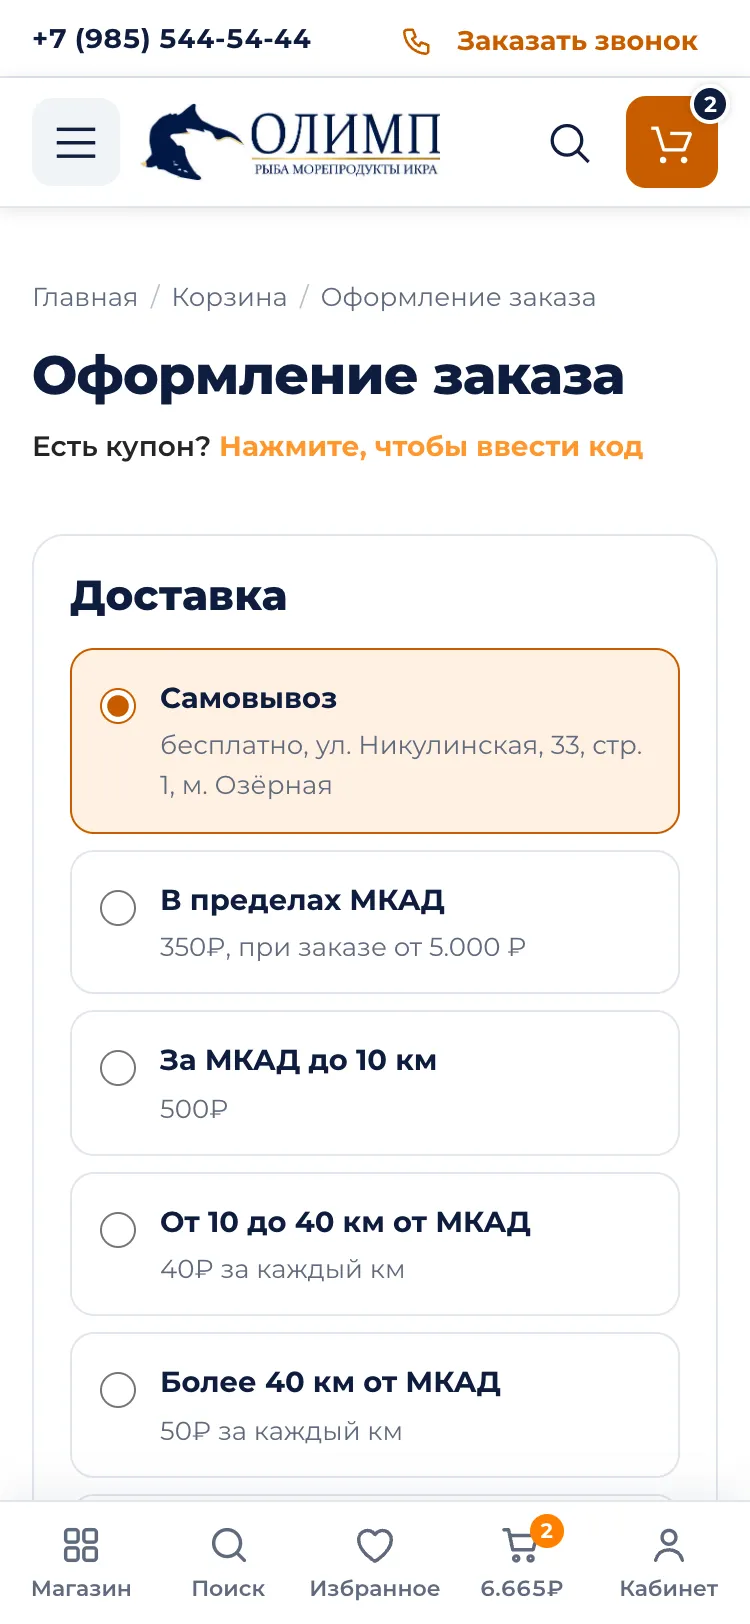 +7 (985) 544-54-44
Заказать звонок
2
ОЛИМП
РЫБА МОРЕПРОДУКТЫ ИКРА
Главная / Корзина / Оформление заказа
Оформление заказа
Есть купон? Нажмите, чтобы ввести код
Доставка
Самовывоз
бесплатно, ул. Никулинская, 33, стр.
1, м. Озёрная
В пределах МКАД
350₽, при заказе от 5.000 ₽
За МКАД до 10 км
500₽
От 10 до 40 км от МКАД
40₽ за каждый км
Более 40 км от МКАД
50₽ за каждый км
2
Магазин
Поиск
Избранное
6.665₽
Кабинет